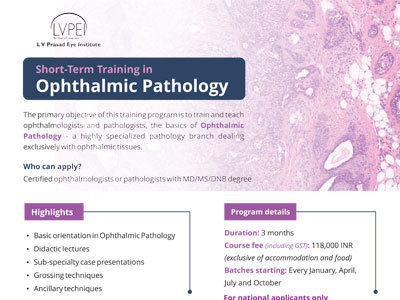 LVPEI
L V Prasad Eye Institute
Short-Term Training in
Ophthalmic Pathology
The primary objective of this training program is to train and teach
ophthalmologists and pathologists, the basics of Ophthalmic
Pathology - a highly specialized pathology branch dealing
exclusively with ophthalmic tissues.
Who can apply?
Certified ophthalmologists or pathologists with MD/MS/DNB degree
Highlights
• Basic orientation in Ophthalmic Pathology
• Didactic lectures
• Sub-specialty case presentations
• Grossing techniques
• Ancillary techniques
Program details
Duration: 3 months
Course fee (including GST): 118,000 INR
(exclusive of accommodation and food)
Batches starting: Every January, April,
July and October
For national applicants only